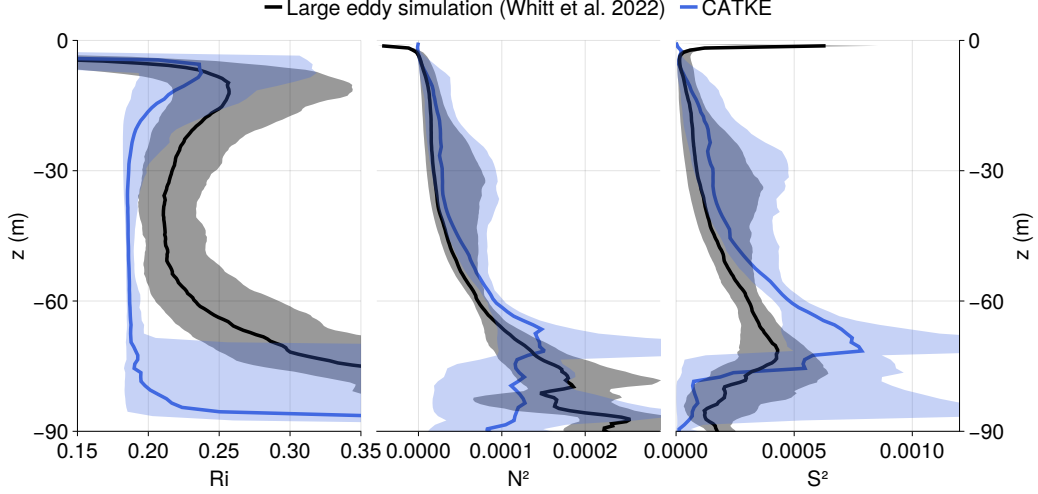 Large eddy simulation (Whitt et al. 2022) CATKE
0 0
−30 −30
−60 −60
−90 −90
z (m) z (m)
0.15 0.20 0.25 0.30 0.35 0.0000 0.0001 0.0002 0.0000 0.0005 0.0010
Ri N² S²